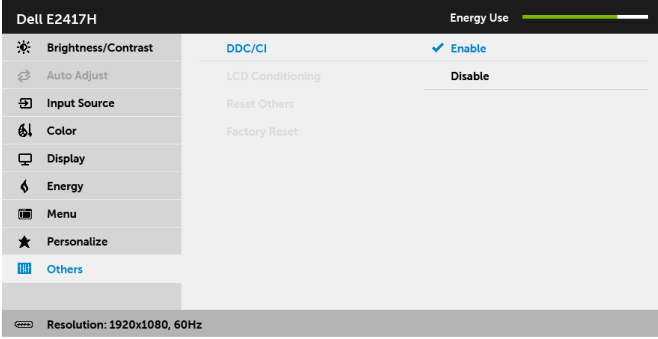 Dell E2417H
Energy Use
Brightness/Contrast
DDC/CI
Enable
Auto Adjust
LCD Conditioning
Disable
Input Source
Reset Others
Color
Factory Reset
Display
Energy
Menu
Personalize
Others
Resolution: 1920x1080, 60Hz